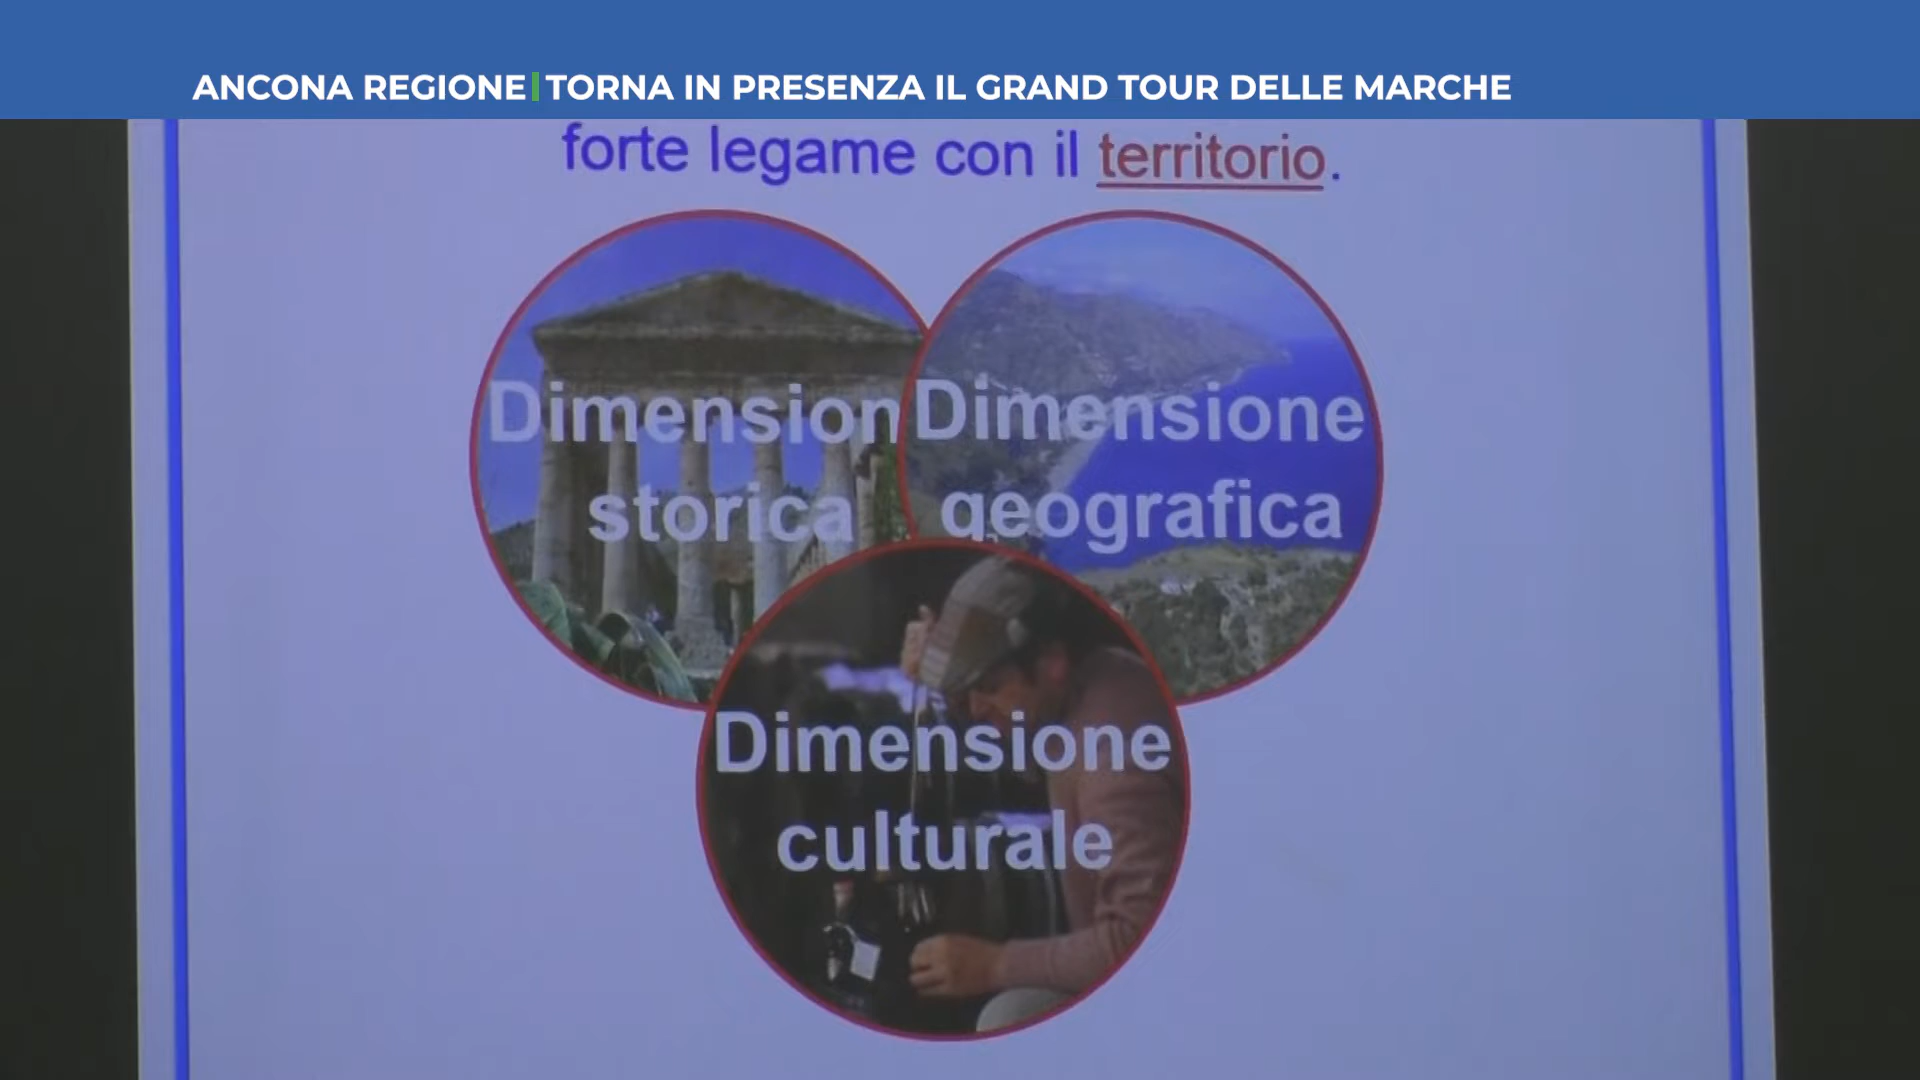 ANCONA REGIONE | TORNA IN PRESENZA IL GRAND TOUR DELLE MARCHE
forte legame con il territorio.
Dimension
storica
Dimensione
geografica
Dimensione
culturale